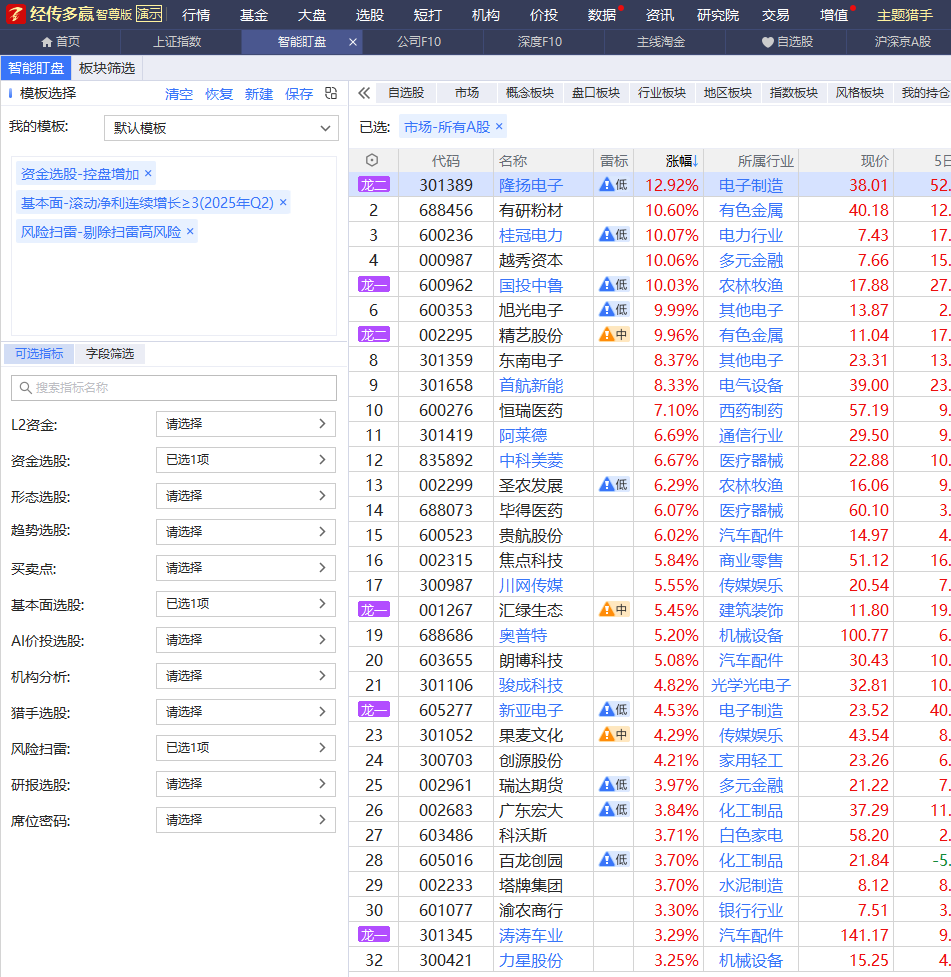 经传多赢 智尊版 演示 行情 基金 大盘 选股 短打 机构 价投 数据 资讯 研究院 交易 增值 主题猎手
首页 上证指数 智能盯盘 × 公司F10 深度F10 主线淘金 自选股 沪深京A股
智能盯盘 板块筛选
模板选择 清空 恢复 新建 保存
我的模板: 默认模板
资金选股-控盘增加 ×
基本面-滚动净利连续增长≥3(2025年Q2) ×
风险扫雷-剔除扫雷高风险 ×
可选指标 字段筛选
搜索指标名称
L2资金: 请选择
资金选股: 已选1项
形态选股: 请选择
趋势选股: 请选择
买卖点: 请选择
基本面选股: 已选1项
AI价投选股: 请选择
机构分析: 请选择
猎手选股: 请选择
风险扫雷: 已选1项
研报选股: 请选择
席位密码: 请选择
自选股 市场 概念板块 盘口板块 行业板块 地区板块 指数板块 风格板块 我的持仓
已选: 市场-所有A股 ×
代码 名称 雷标 涨幅↓ 所属行业 现价 5日
龙二 301389 隆扬电子 低 12.92% 电子制造 38.01 52.
2 688456 有研粉材 10.60% 有色金属 40.18 12.
3 600236 桂冠电力 低 10.07% 电力行业 7.43 17.
4 000987 越秀资本 10.06% 多元金融 7.66 15.
龙一 600962 国投中鲁 低 10.03% 农林牧渔 17.88 27.
6 600353 旭光电子 低 9.99% 其他电子 13.87 2.
龙二 002295 精艺股份 中 9.96% 有色金属 11.04 17.
8 301359 东南电子 8.37% 其他电子 23.31 13.
9 301658 首航新能 8.33% 电气设备 39.00 23.
10 600276 恒瑞医药 7.10% 西药制药 57.19 9.
11 301419 阿莱德 6.69% 通信行业 29.50 9.
12 835892 中科美菱 6.67% 医疗器械 22.88 10.
13 002299 圣农发展 低 6.29% 农林牧渔 16.06 9.
14 688073 毕得医药 6.07% 医疗器械 60.10 3.
15 600523 贵航股份 6.02% 汽车配件 14.97 4.
16 002315 焦点科技 5.84% 商业零售 51.12 16.
17 300987 川网传媒 5.55% 传媒娱乐 20.54 7.
龙一 001267 汇绿生态 中 5.45% 建筑装饰 11.80 19.
19 688686 奥普特 5.20% 机械设备 100.77 6.
20 603655 朗博科技 5.08% 汽车配件 30.43 10.
21 301106 骏成科技 4.82% 光学光电子 32.81 10.
龙一 605277 新亚电子 低 4.53% 电子制造 23.52 40.
23 301052 果麦文化 中 4.29% 传媒娱乐 43.54 8.
24 300703 创源股份 4.21% 家用轻工 23.26 6.
25 002961 瑞达期货 低 3.97% 多元金融 21.22 7.
26 002683 广东宏大 低 3.84% 化工制品 37.29 11.
27 603486 科沃斯 3.71% 白色家电 58.20 2.
28 605016 百龙创园 低 3.70% 化工制品 21.84 -5.
29 002233 塔牌集团 3.70% 水泥制造 8.12 8.
30 601077 渝农商行 3.30% 银行行业 7.51 3.
龙一 301345 涛涛车业 3.29% 汽车配件 141.17 9.
32 300421 力星股份 3.25% 机械设备 15.25 4.